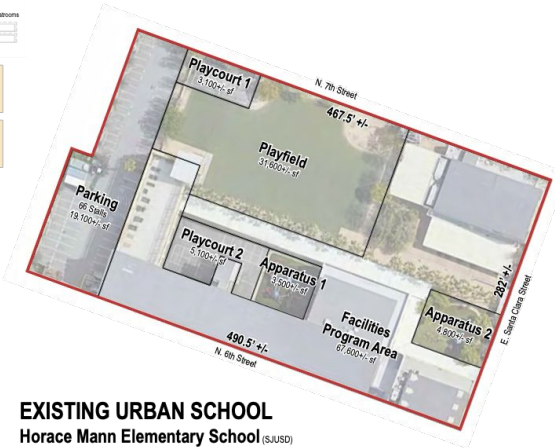 N. 7th Street
467.5' +/-
Playcourt 1
3,100+/- sf
Playfield
31,600+/- sf
Parking
66 Stalls
19,100+/- sf
Playcourt 2
5,100+/- sf
Apparatus 1
3,500+/- sf
282' +/-
E. Santa Clara Street
Apparatus 2
4,800+/- sf
Facilities
Program Area
67,600+/- sf
490.5' +/-
N. 6th Street
EXISTING URBAN SCHOOL
Horace Mann Elementary School (SJUSD)